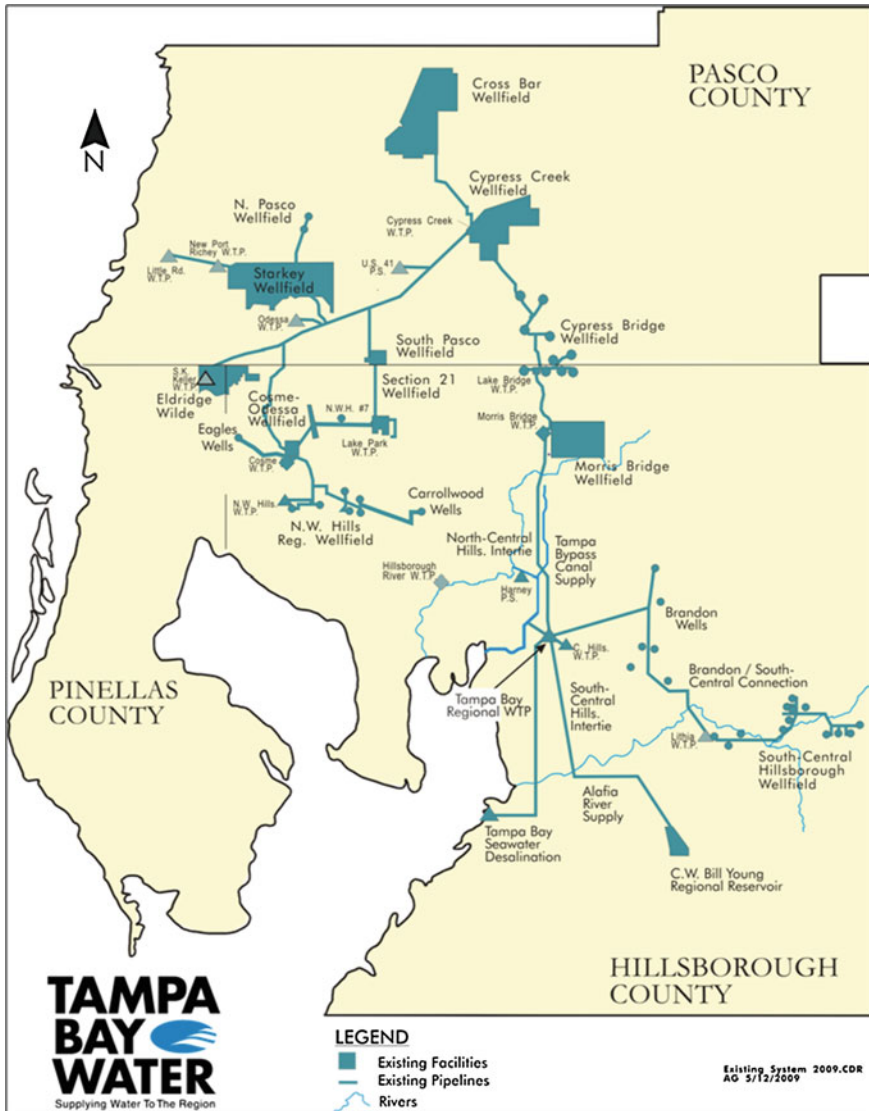 PASCO
COUNTY
Cross Bar
Wellfield
N
Cypress Creek
Wellfield
N. Pasco
Wellfield
Cypress Creek
W.T.P.
New Port
Richey W.T.P.
Little Rd.
W.T.P.
U.S. 41
P.S.
Starkey
Wellfield
Odessa
W.T.P.
Cypress Bridge
Wellfield
South Pasco
Wellfield
S.K.
Keller
W.T.P.
Eldridge
Wilde
Lake Bridge
W.T.P.
Section 21
Wellfield
Cosme-
Odessa
Wellfield
N.W.H. #7
Morris Bridge
W.T.P.
Eagles
Wells
Lake Park
W.T.P.
Cosme
W.T.P.
Morris Bridge
Wellfield
Carrollwood
Wells
N.W. Hills.
W.T.P.
N.W. Hills
Reg. Wellfield
North-Central
Hills. Intertie
Tampa
Bypass
Canal
Supply
Hillsborough
River W.T.P.
Harney
P.S.
Brandon
Wells
C. Hills.
W.T.P.
Brandon / South-
Central Connection
PINELLAS
COUNTY
Tampa Bay
Regional WTP
South-
Central
Hills.
Intertie
Lithia
W.T.P.
South-Central
Hillsborough
Wellfield
Alafia
River
Supply
Tampa Bay
Seawater
Desalination
C.W. Bill Young
Regional Reservoir
HILLSBOROUGH
COUNTY
TAMPA
BAY
WATER
Supplying Water To The Region
LEGEND
Existing Facilities
Existing Pipelines
Rivers
Existing System 2009.CDR
AG 5/12/2009